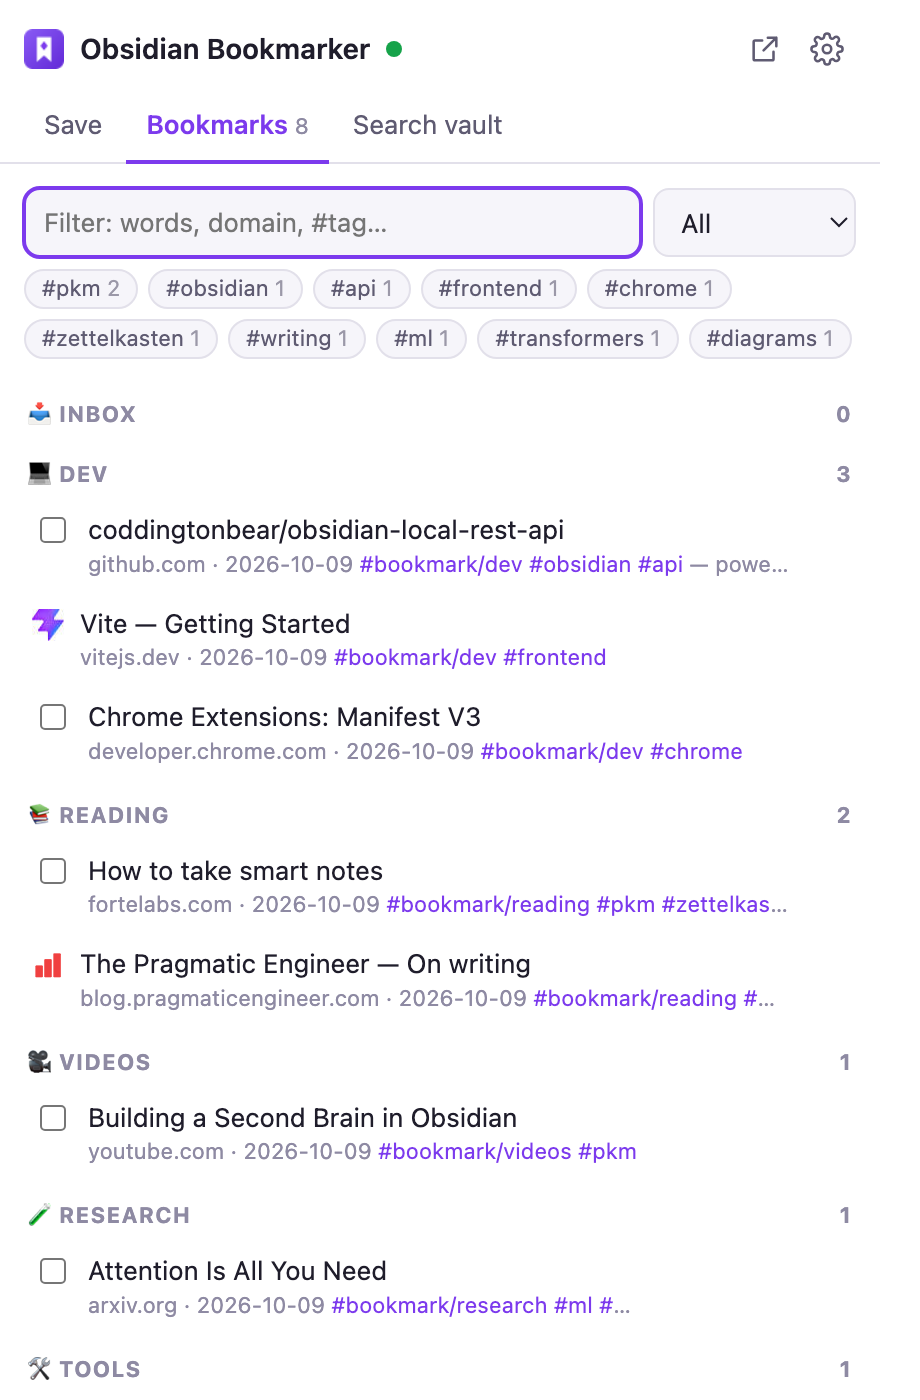 Obsidian Bookmarker
Save Bookmarks 8 Search vault
Filter: words, domain, #tag... All
#pkm 2 #obsidian 1 #api 1 #frontend 1 #chrome 1
#zettelkasten 1 #writing 1 #ml 1 #transformers 1 #diagrams 1
INBOX 0
DEV 3
coddingtonbear/obsidian-local-rest-api
github.com · 2026-10-09 #bookmark/dev #obsidian #api — powe...
Vite — Getting Started
vitejs.dev · 2026-10-09 #bookmark/dev #frontend
Chrome Extensions: Manifest V3
developer.chrome.com · 2026-10-09 #bookmark/dev #chrome
READING 2
How to take smart notes
fortelabs.com · 2026-10-09 #bookmark/reading #pkm #zettelkas...
The Pragmatic Engineer — On writing
blog.pragmaticengineer.com · 2026-10-09 #bookmark/reading #...
VIDEOS 1
Building a Second Brain in Obsidian
youtube.com · 2026-10-09 #bookmark/videos #pkm
RESEARCH 1
Attention Is All You Need
arxiv.org · 2026-10-09 #bookmark/research #ml #...
TOOLS 1